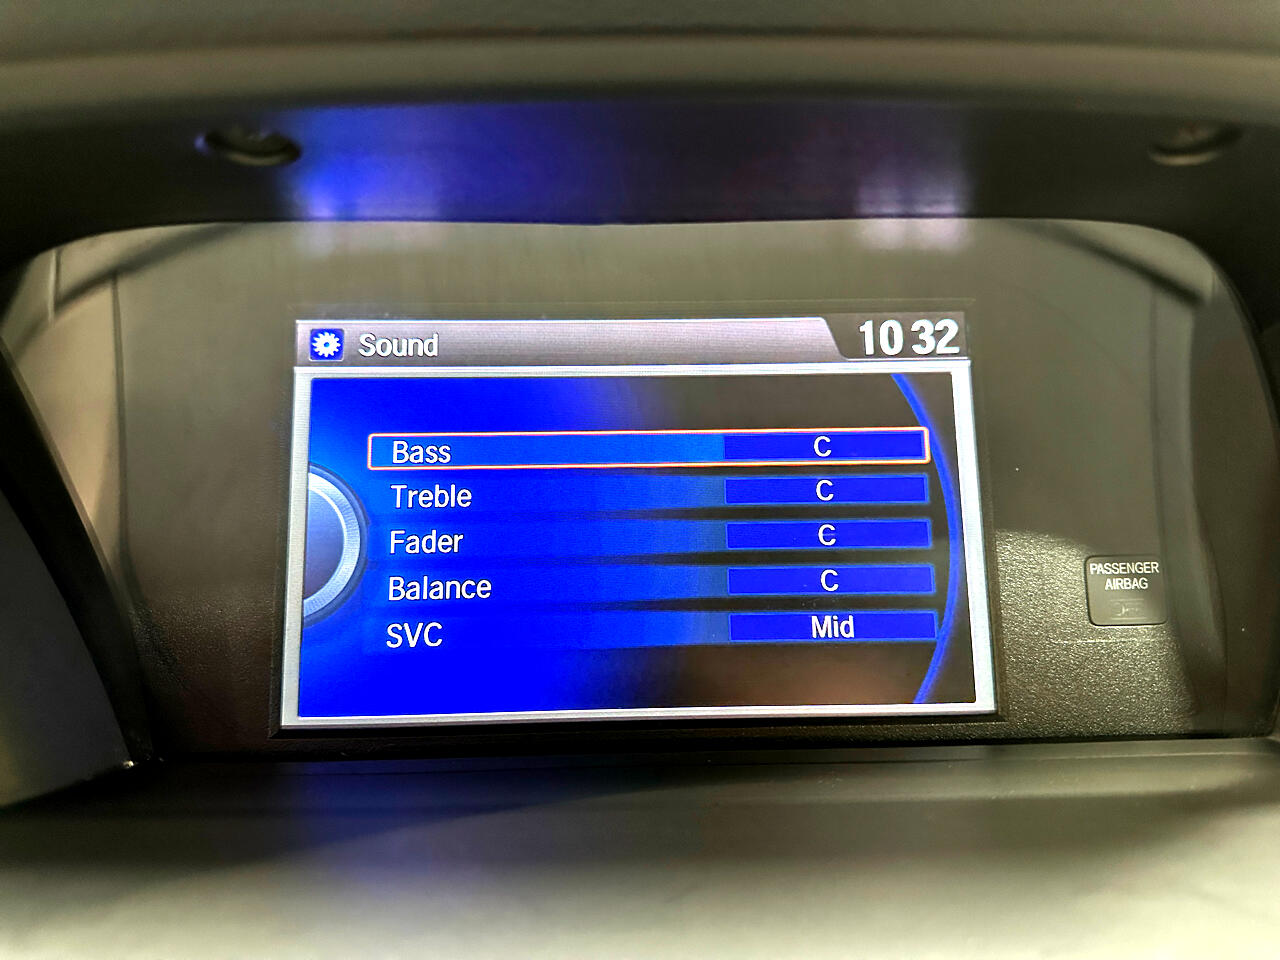 Sound 10 32
Bass C
Treble C
Fader C
Balance C
SVC Mid
PASSENGER
AIRBAG